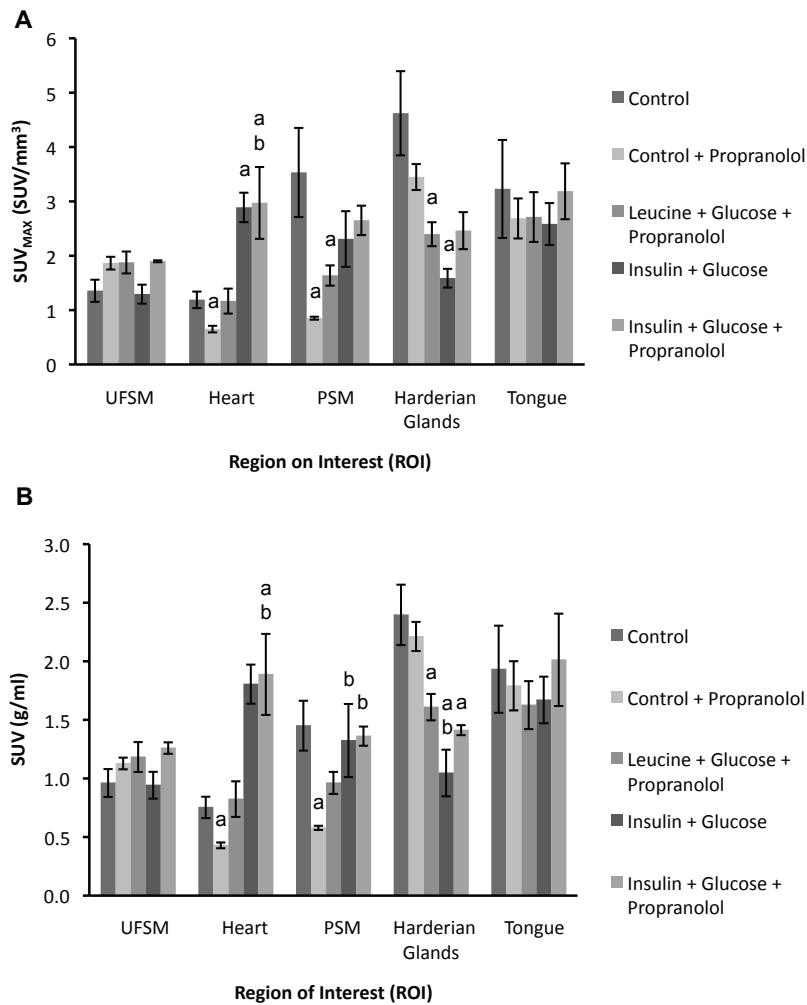 A
6
5
4
3
2
1
0
SUVMAX (SUV/mm³)
a
a
a
b
a
a
a
a
UFSM
Heart
PSM
Harderian
Glands
Tongue
Region on Interest (ROI)
Control
Control + Propranolol
Leucine + Glucose +
Propranolol
Insulin + Glucose
Insulin + Glucose +
Propranolol
B
3.0
2.5
2.0
1.5
1.0
0.5
0.0
SUV (g/ml)
a
a
b
a
b
b
a
a
b
a
UFSM
Heart
PSM
Harderian
Glands
Tongue
Region of Interest (ROI)
Control
Control + Propranolol
Leucine + Glucose +
Propranolol
Insulin + Glucose
Insulin + Glucose +
Propranolol